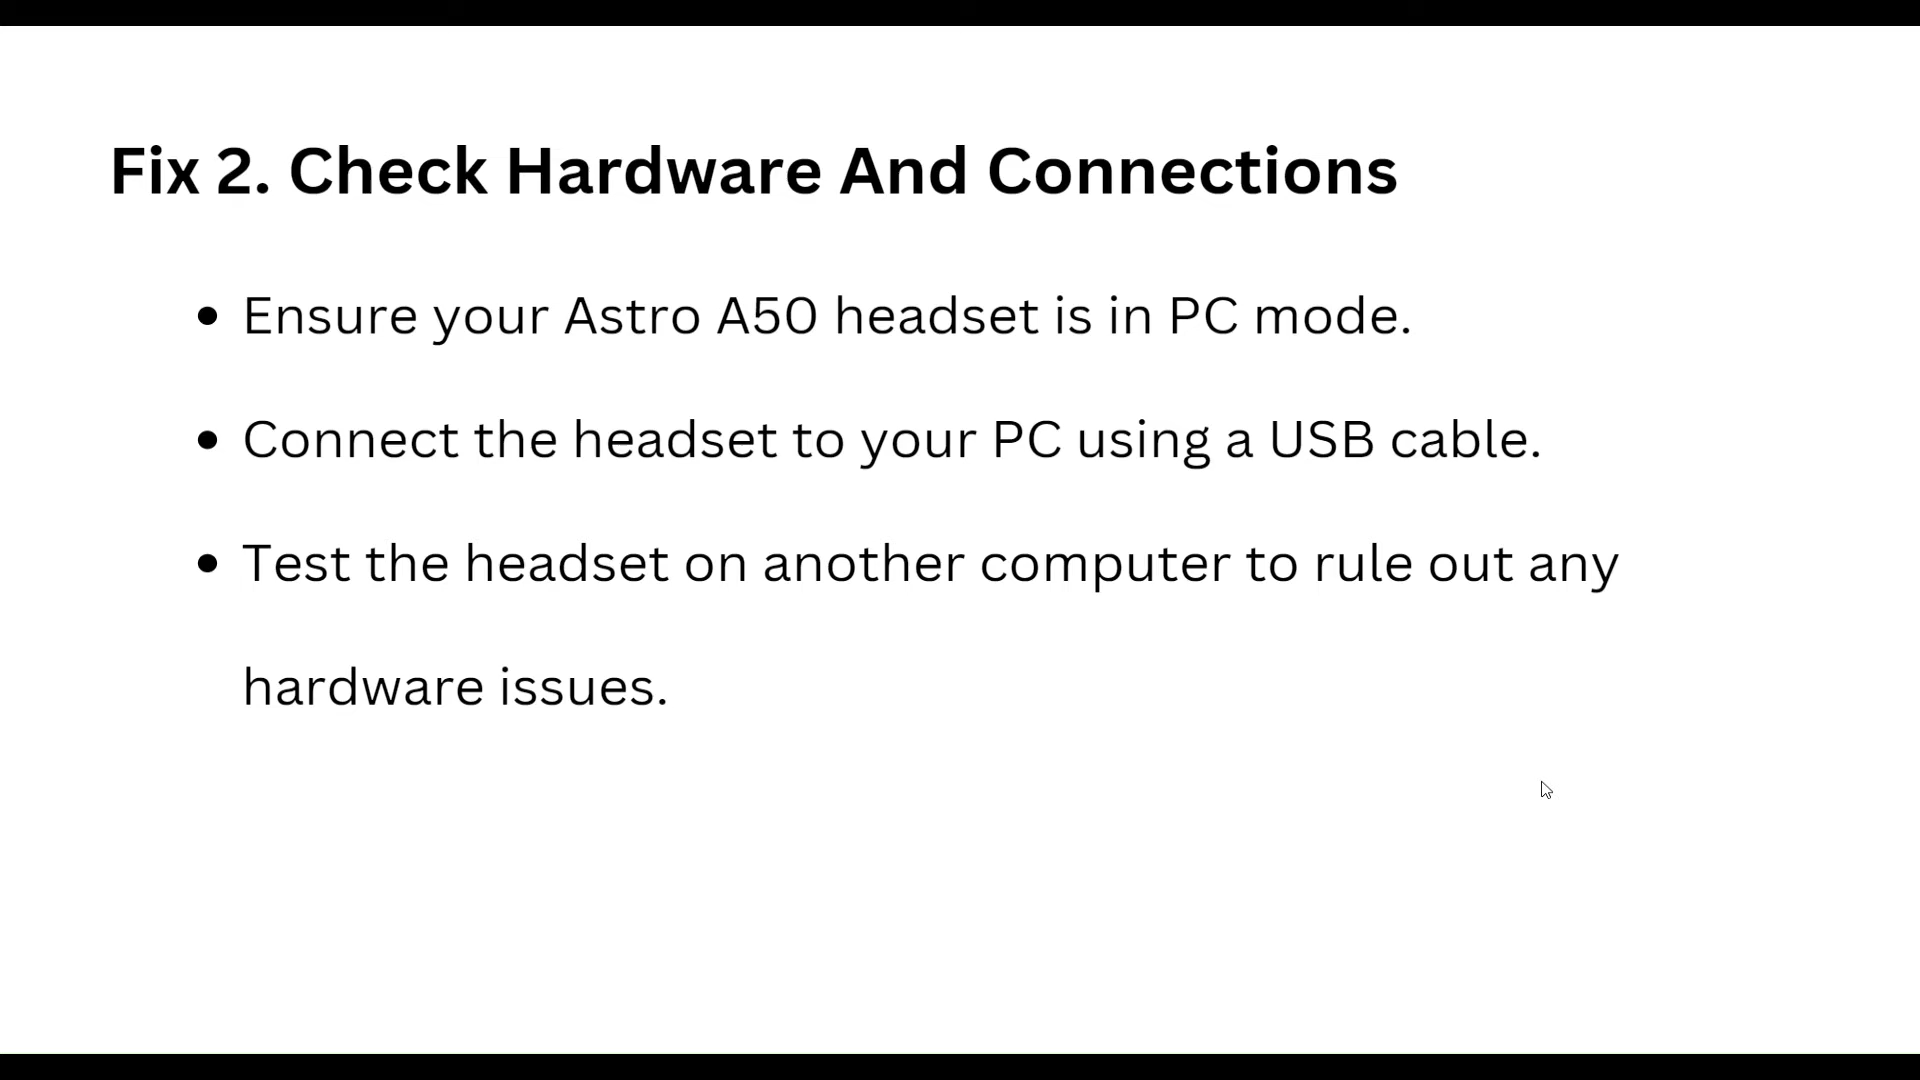 Fix 2. Check Hardware And Connections
• Ensure your Astro A50 headset is in PC mode.
• Connect the headset to your PC using a USB cable.
• Test the headset on another computer to rule out any
hardware issues.